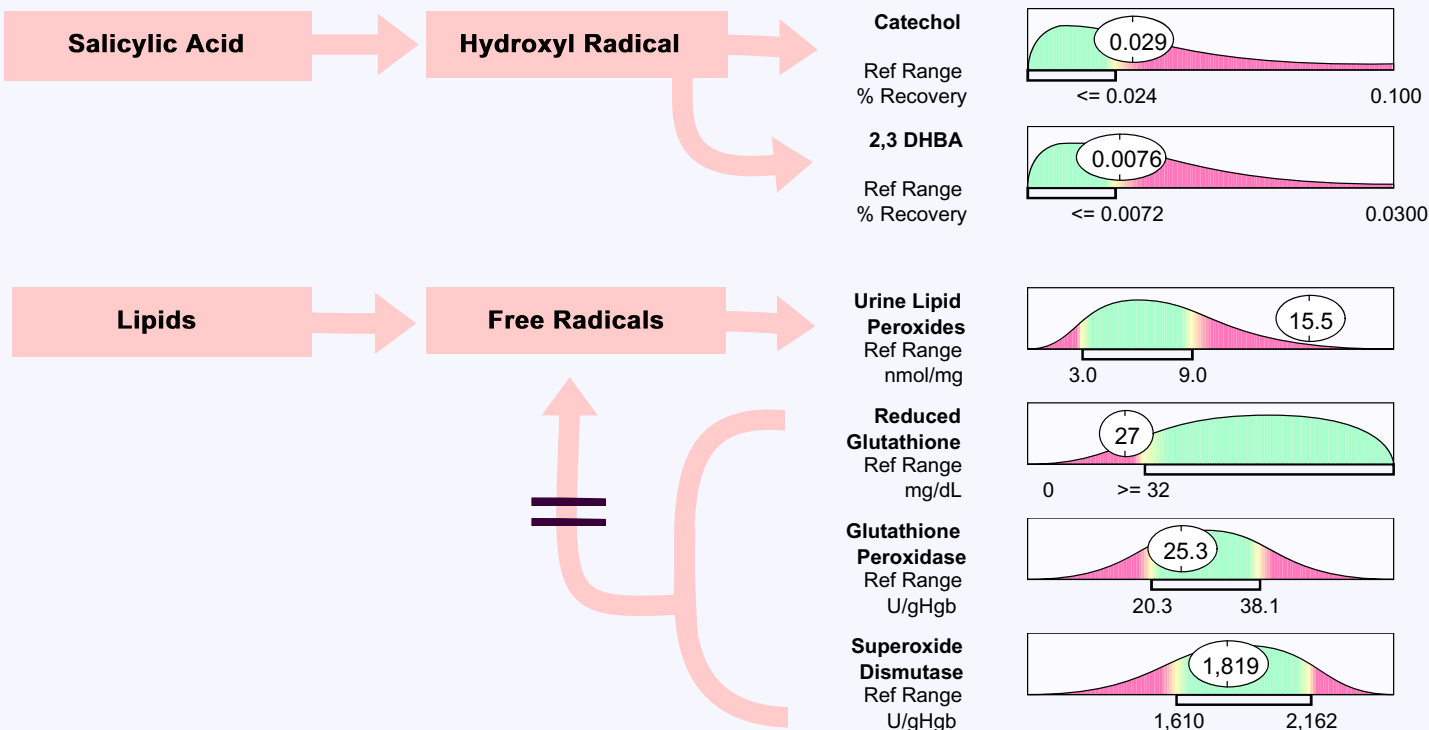 Salicylic Acid
Hydroxyl Radical
Catechol
0.029
Ref Range
% Recovery
<= 0.024
0.100
2,3 DHBA
0.0076
Ref Range
% Recovery
<= 0.0072
0.0300
Lipids
Free Radicals
Urine Lipid
Peroxides
15.5
Ref Range
nmol/mg
3.0
9.0
Reduced
Glutathione
27
Ref Range
mg/dL
0
>= 32
Glutathione
Peroxidase
25.3
Ref Range
U/gHgb
20.3
38.1
Superoxide
Dismutase
1,819
Ref Range
U/gHgb
1,610
2,162